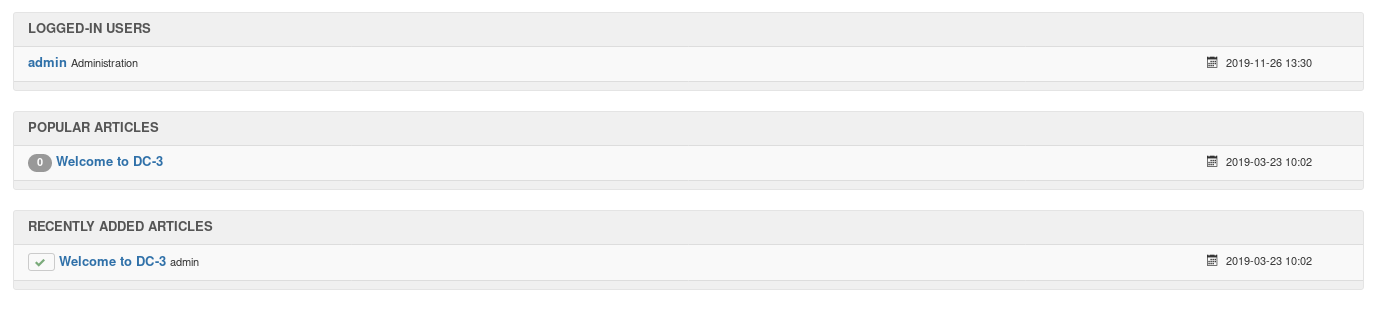 LOGGED-IN USERS
admin Administration 2019-11-26 13:30
POPULAR ARTICLES
0 Welcome to DC-3 2019-03-23 10:02
RECENTLY ADDED ARTICLES
Welcome to DC-3 admin 2019-03-23 10:02